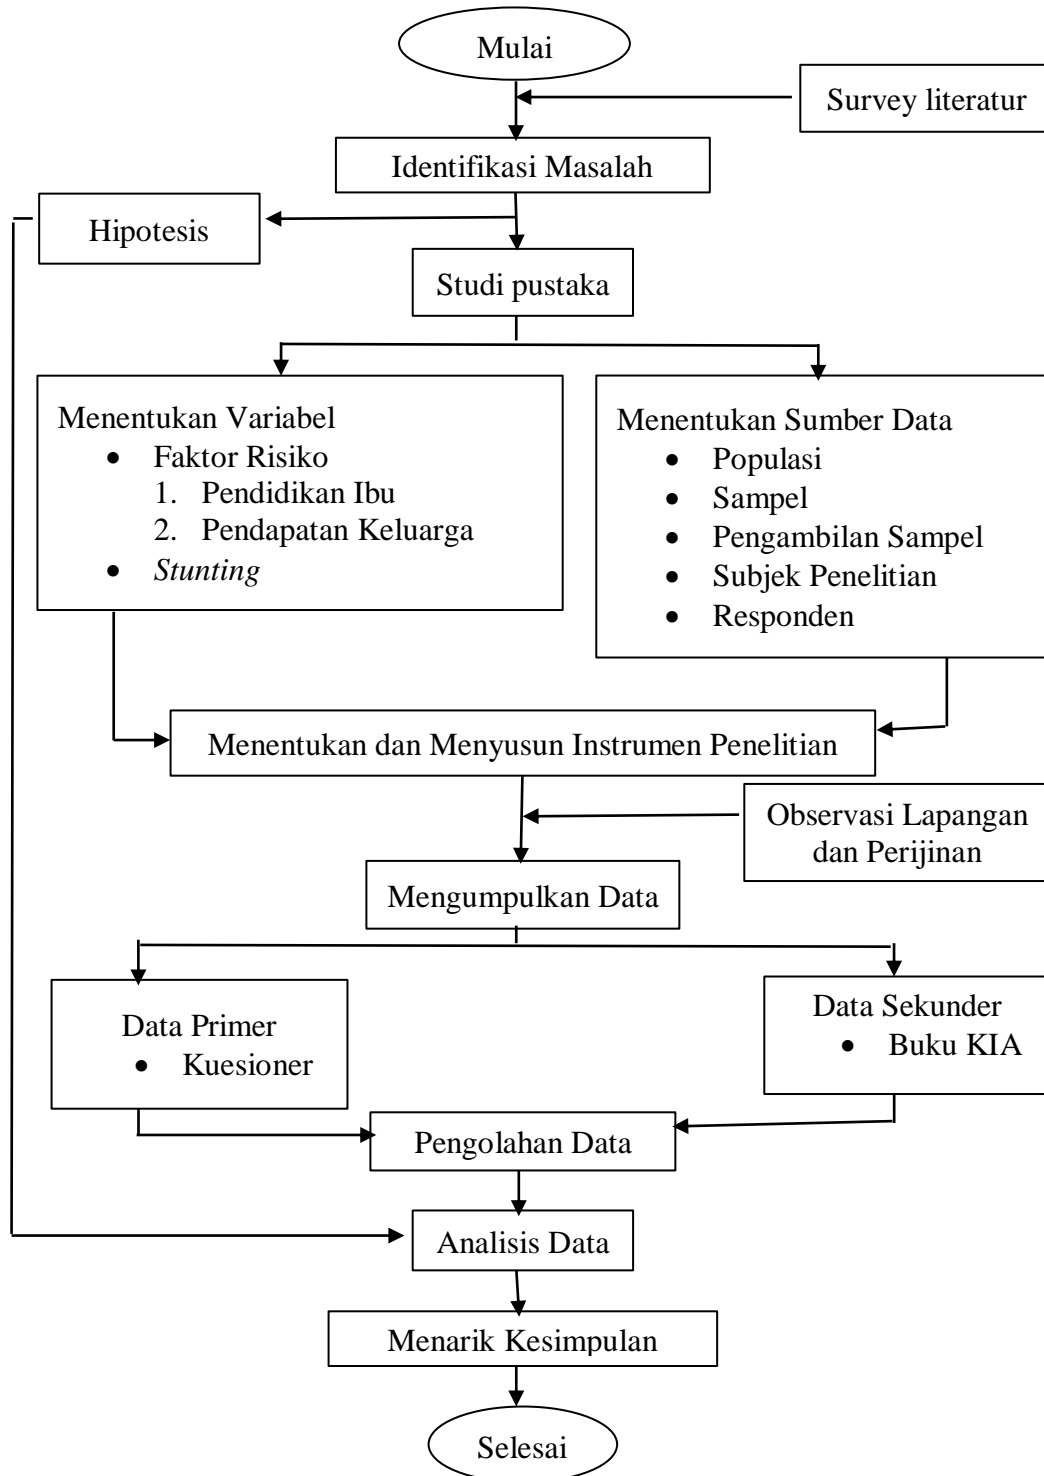 Mulai
Survey literatur
Identifikasi Masalah
Hipotesis
Studi pustaka
Menentukan Variabel
• Faktor Risiko
1. Pendidikan Ibu
2. Pendapatan Keluarga
• Stunting
Menentukan Sumber Data
• Populasi
• Sampel
• Pengambilan Sampel
• Subjek Penelitian
• Responden
Menentukan dan Menyusun Instrumen Penelitian
Observasi Lapangan
dan Perijinan
Mengumpulkan Data
Data Primer
• Kuesioner
Data Sekunder
• Buku KIA
Pengolahan Data
Analisis Data
Menarik Kesimpulan
Selesai